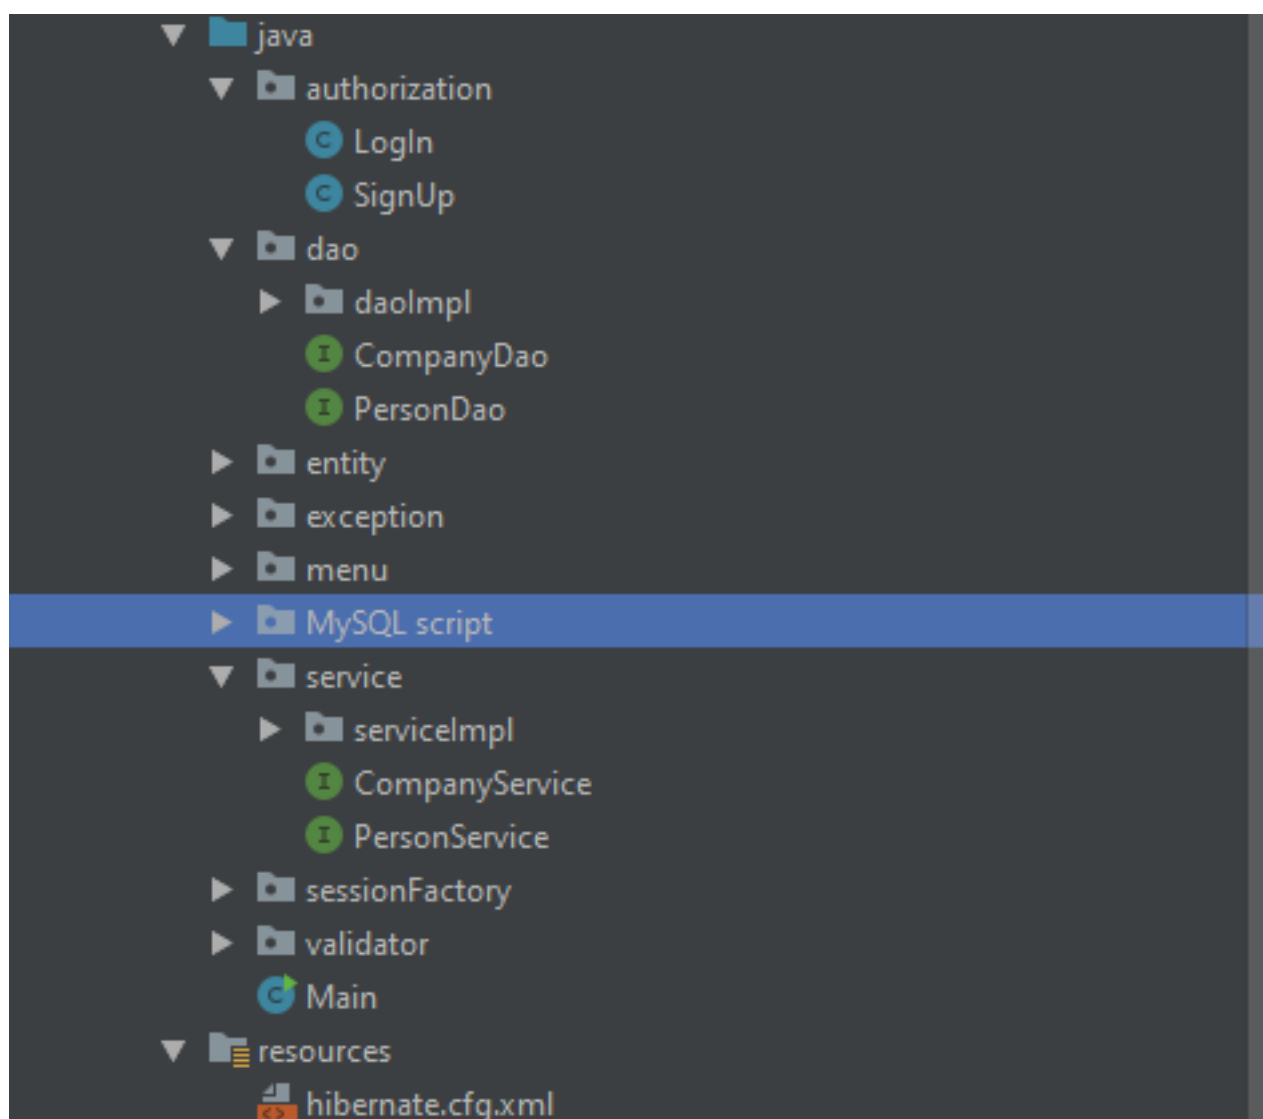 java
authorization
LogIn
SignUp
dao
daoImpl
CompanyDao
PersonDao
entity
exception
menu
MySQL script
service
serviceImpl
CompanyService
PersonService
sessionFactory
validator
Main
resources
hibernate.cfg.xml